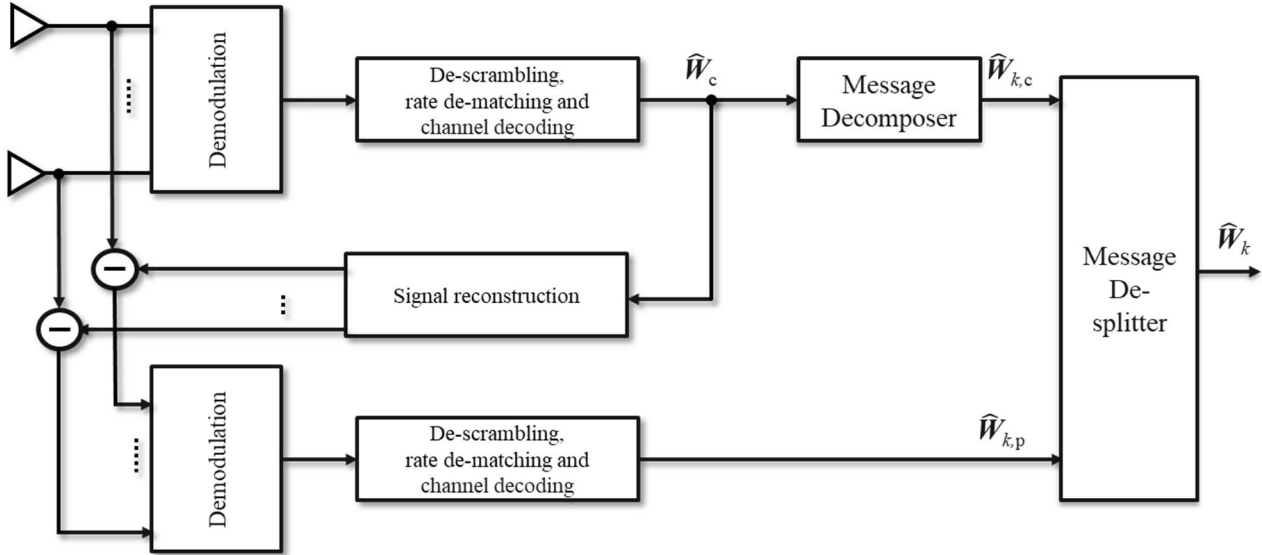 Demodulation
De-scrambling,
rate de-matching and
channel decoding
Ŵc
Message
Decomposer
Ŵk,c
Signal reconstruction
Message
De-
splitter
Ŵk
Demodulation
De-scrambling,
rate de-matching and
channel decoding
Ŵk,p